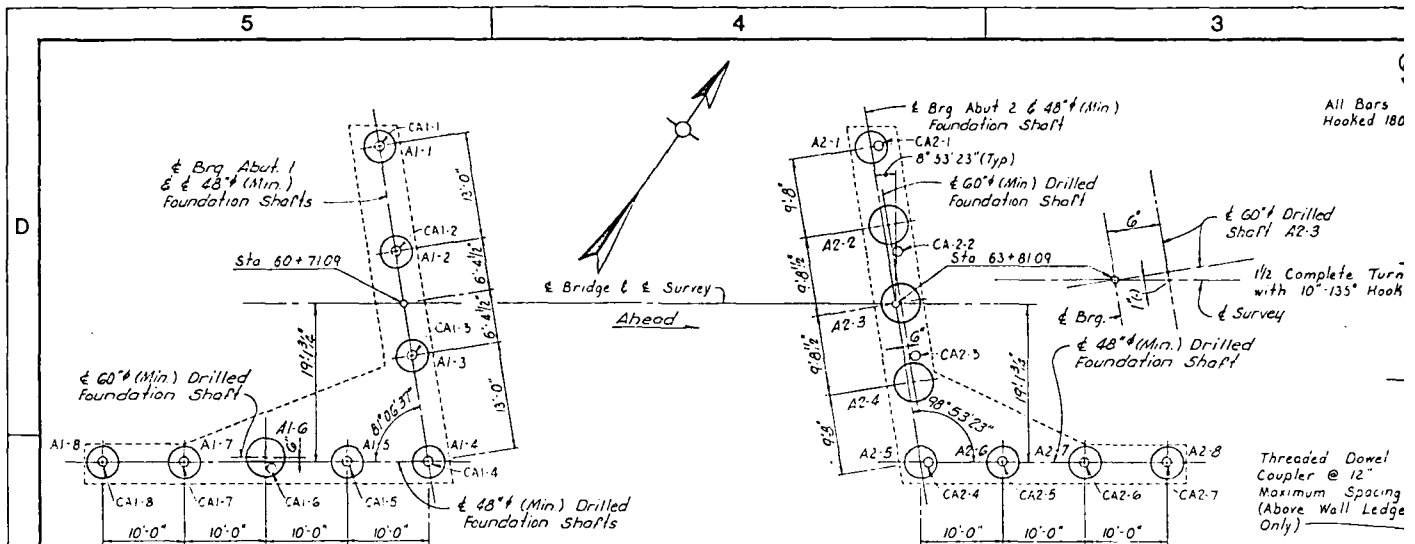 5
4
3
D
CA1-1
A1-1
℄ Brg Abut. 1
& ℄ 48"ϕ (Min.)
Foundation Shafts
13'-0"
CA1-2
A1-2
6'-4½"
Sta 60+71.09
℄ Bridge & ℄ Survey
Ahead
6'-4½"
CA1-3
A1-3
19'-1¾"
13'-0"
81°06'37"
℄ 60"ϕ (Min.) Drilled
Foundation Shaft
A1-8
A1-7
A1-6
6"
A1-5
A1-4
CA1-4
CA1-8
CA1-7
CA1-6
CA1-5
℄ 48"ϕ (Min.) Drilled
Foundation Shafts
10'-0"
10'-0"
10'-0"
10'-0"
℄ Brg Abut 2 & 48"ϕ (Min)
Foundation Shaft
A2-1
CA2-1
8°53'23" (Typ)
℄ 60"ϕ (Min) Drilled
Foundation Shaft
9'-8"
A2-2
CA-2-2
Sta 63+81.09
9'-8½"
A2-3
6"
CA2-3
9'-8½"
A2-4
98°53'23"
9'-8"
19'-1¾"
℄ 48"ϕ (Min) Drilled
Foundation Shaft
A2-5
A2-6
A2-7
A2-8
CA2-4
CA2-5
CA2-6
CA2-7
10'-0"
10'-0"
10'-0"
All Bars
Hooked 180
6"
℄ 60"ϕ Drilled
Shaft A2-3
℄ Brg.
℄ Survey
1½ Complete Turn
with 10"-135° Hook
Threaded Dowel
Coupler @ 12"
Maximum Spacing
(Above Wall Ledge
Only)